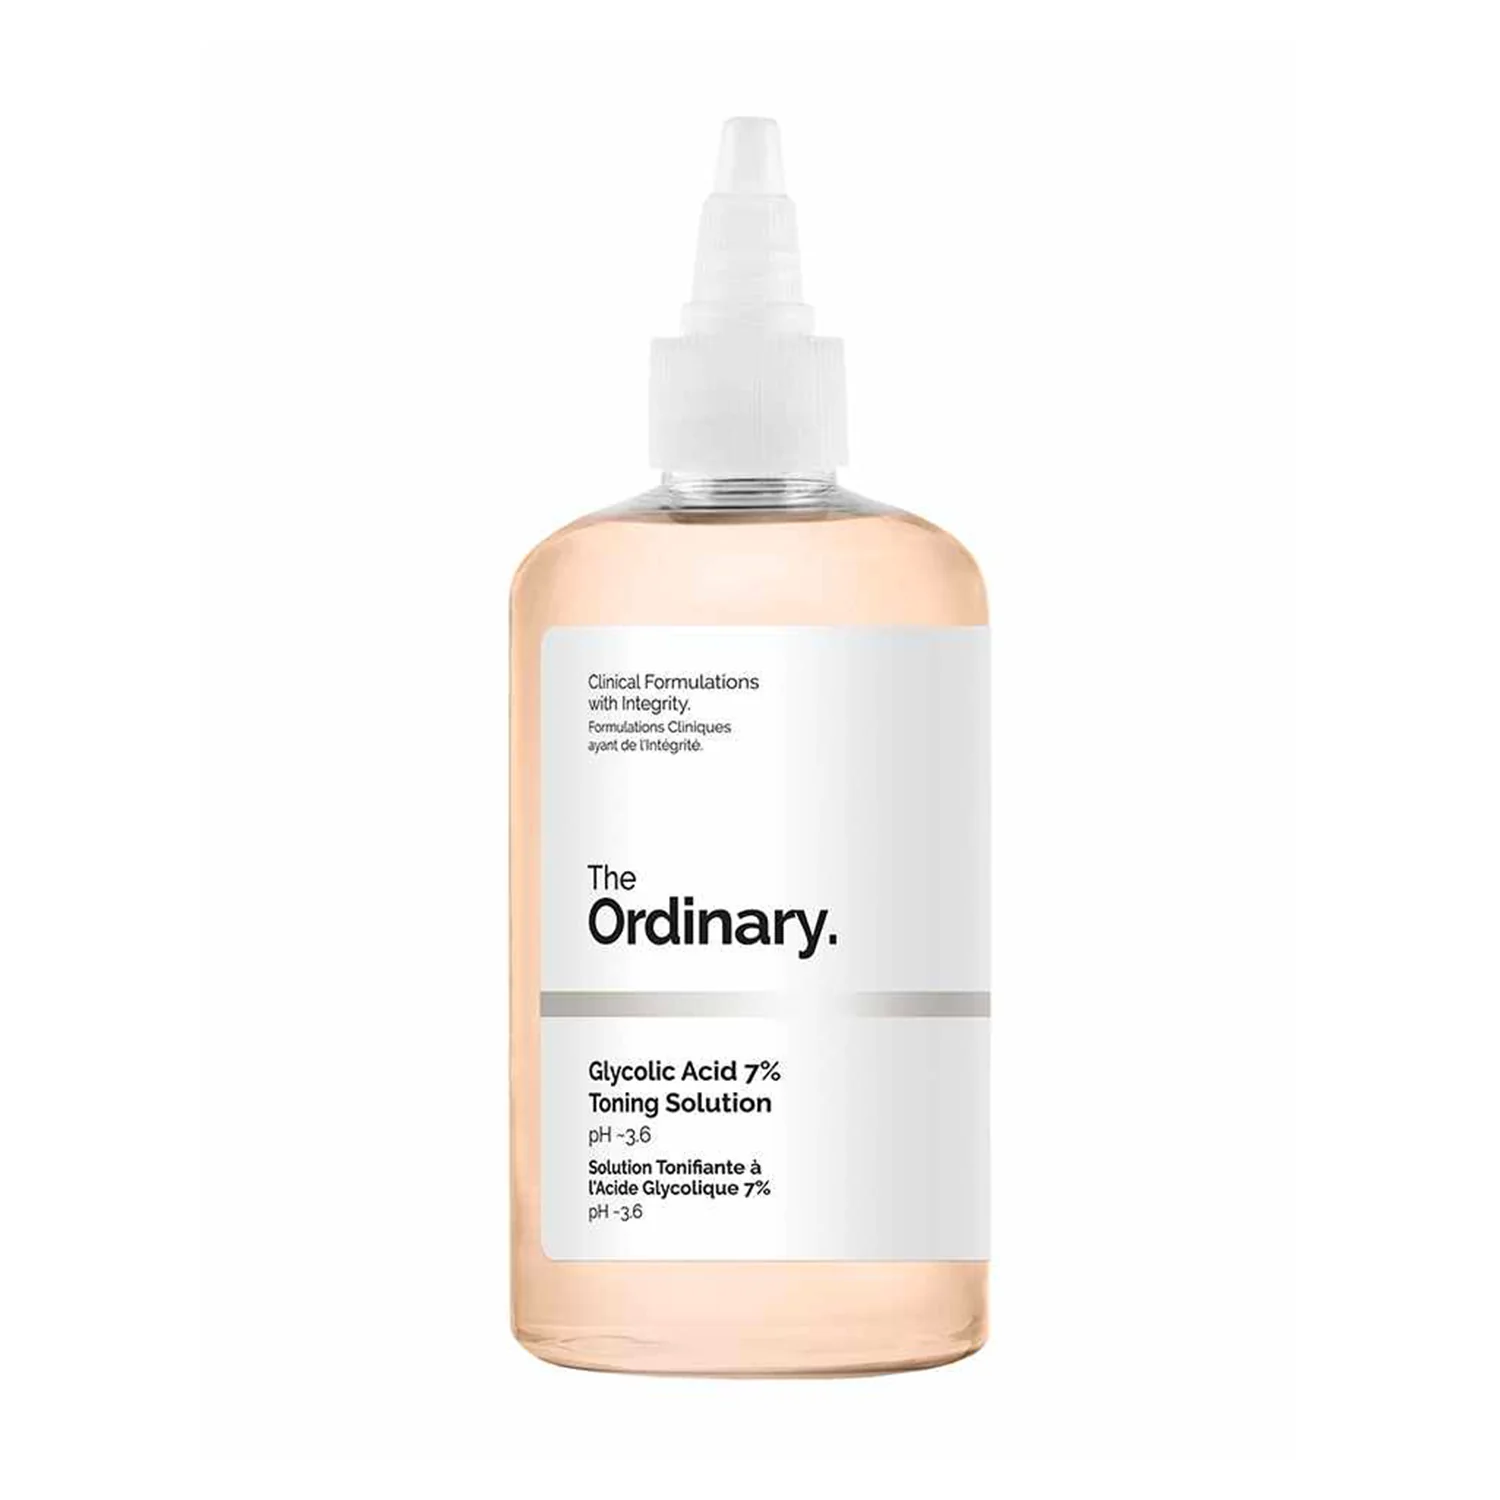 Clinical Formulations
with Integrity.
Formulations Cliniques
ayant de l'Intégrité.
The
Ordinary.
Glycolic Acid 7%
Toning Solution
pH ~3.6
Solution Tonifiante à
l'Acide Glycolique 7%
pH ~3.6